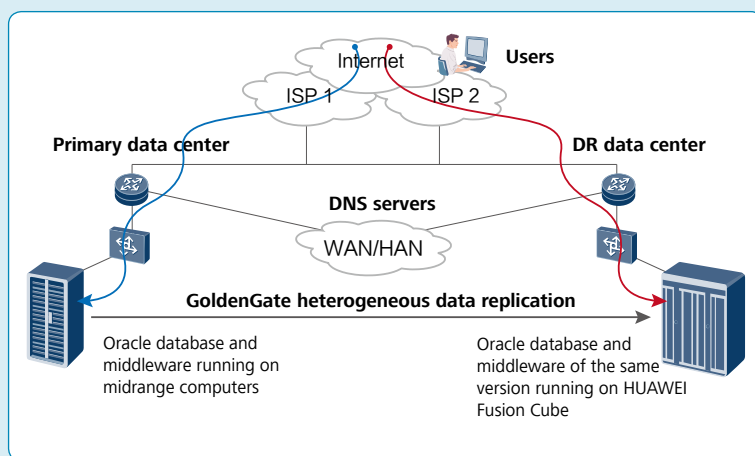 Internet
Users
ISP 1
ISP 2
Primary data center
DR data center
DNS servers
WAN/HAN
GoldenGate heterogeneous data replication
Oracle database and
middleware running on
midrange computers
Oracle database and
middleware of the same
version running on HUAWEI
Fusion Cube